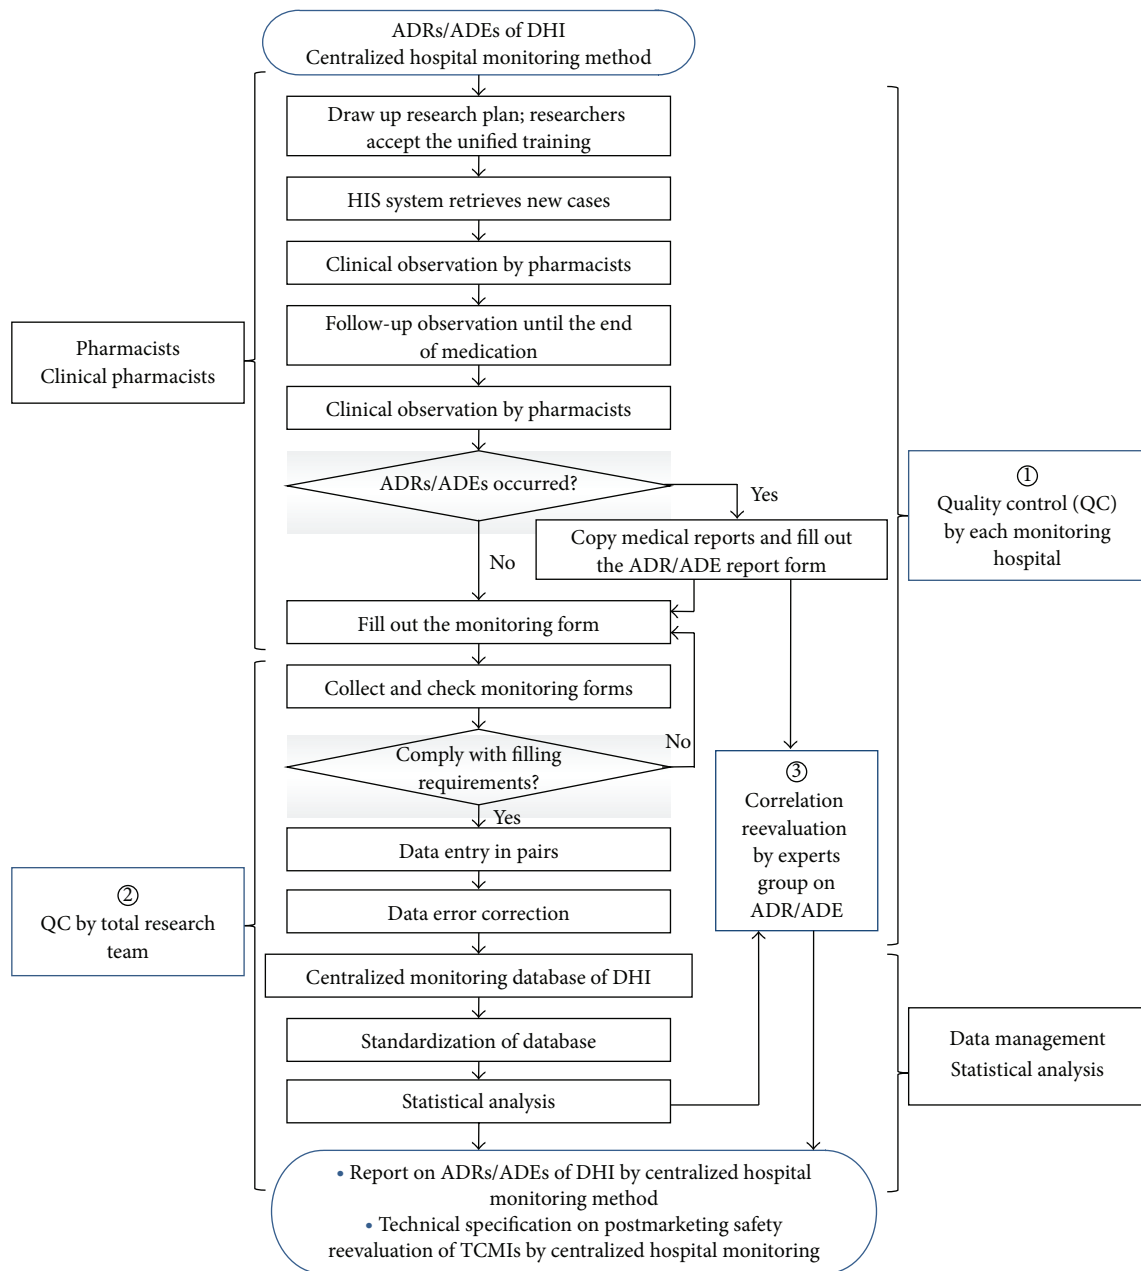 ADRs/ADEs of DHI
Centralized hospital monitoring method
Draw up research plan; researchers
accept the unified training
HIS system retrieves new cases
Clinical observation by pharmacists
Follow-up observation until the end
of medication
Pharmacists
Clinical pharmacists
Clinical observation by pharmacists
ADRs/ADEs occurred?
Yes
No
Copy medical reports and fill out
the ADR/ADE report form
①
Quality control (QC)
by each monitoring
hospital
Fill out the monitoring form
Collect and check monitoring forms
Comply with filling
requirements?
No
Yes
③
Correlation
reevaluation
by experts
group on
ADR/ADE
Data entry in pairs
②
QC by total research
team
Data error correction
Centralized monitoring database of DHI
Standardization of database
Statistical analysis
Data management
Statistical analysis
• Report on ADRs/ADEs of DHI by centralized hospital
monitoring method
• Technical specification on postmarketing safety
reevaluation of TCMIs by centralized hospital monitoring